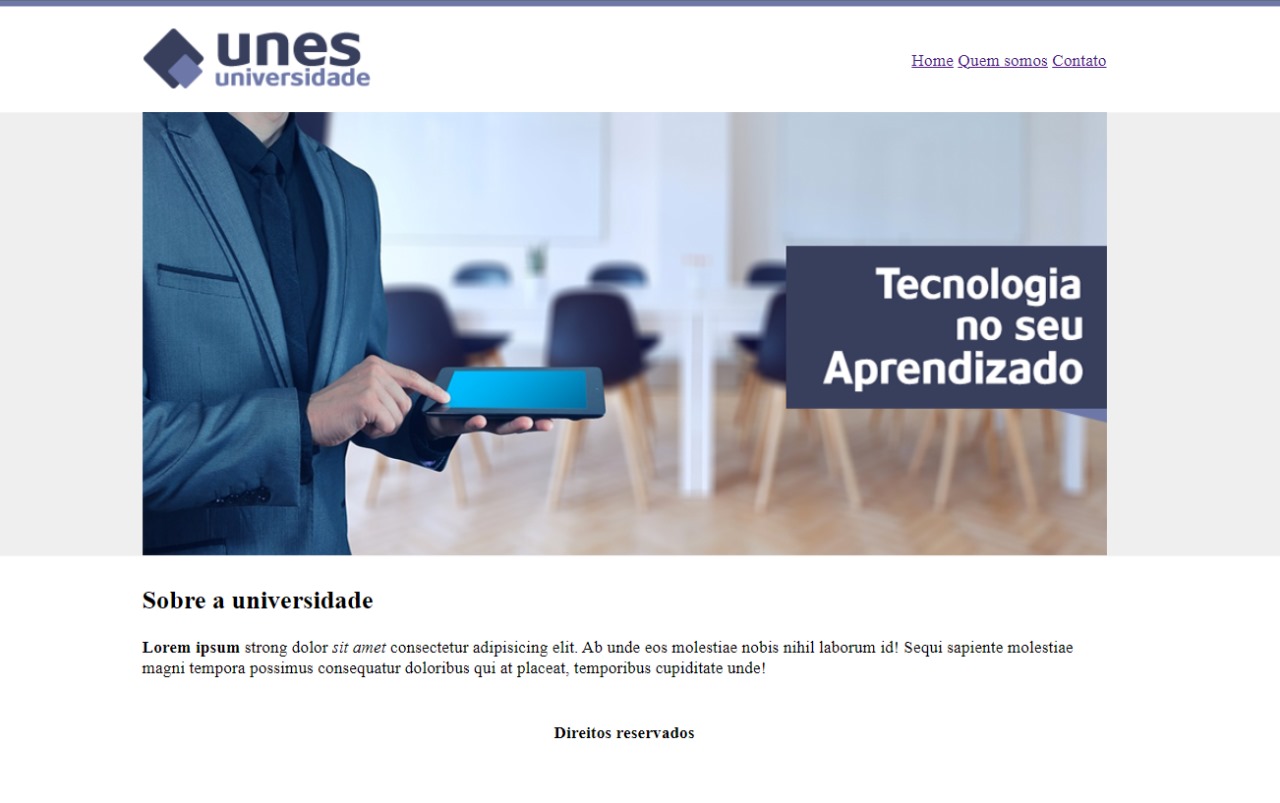 unes
universidade
Home Quem somos Contato
Tecnologia
no seu
Aprendizado
Sobre a universidade
Lorem ipsum strong dolor sit amet consectetur adipisicing elit. Ab unde eos molestiae nobis nihil laborum id! Sequi sapiente molestiae
magni tempora possimus consequatur doloribus qui at placeat, temporibus cupiditate unde!
Direitos reservados